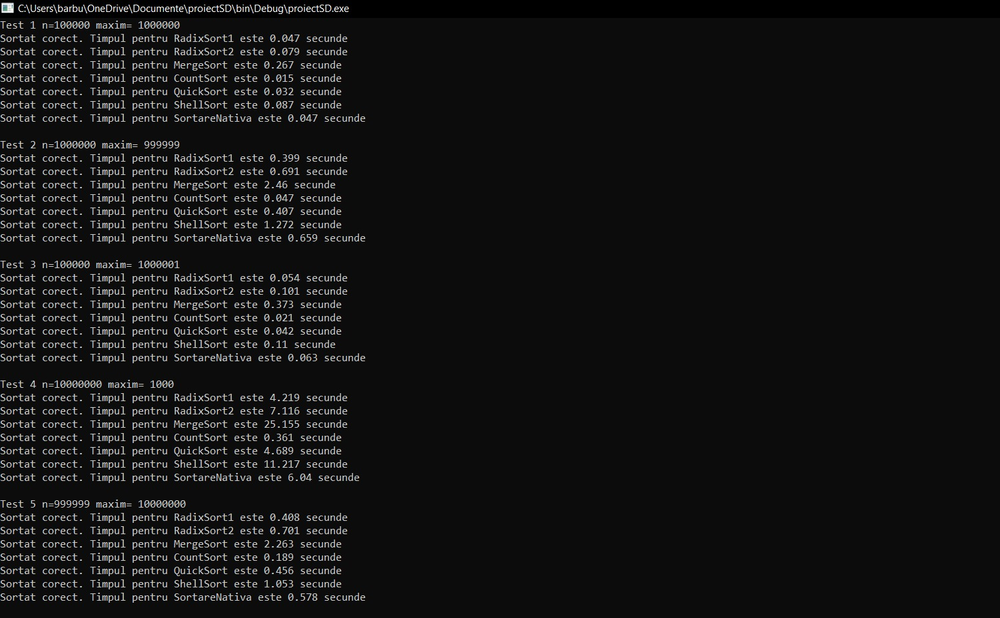 C:\Users\barbu\OneDrive\Documente\proiectSD\bin\Debug\proiectSD.exe
Test 1 n=100000 maxim= 1000000
Sortat corect. Timpul pentru RadixSort1 este 0.047 secunde
Sortat corect. Timpul pentru RadixSort2 este 0.079 secunde
Sortat corect. Timpul pentru MergeSort este 0.267 secunde
Sortat corect. Timpul pentru CountSort este 0.015 secunde
Sortat corect. Timpul pentru QuickSort este 0.032 secunde
Sortat corect. Timpul pentru ShellSort este 0.087 secunde
Sortat corect. Timpul pentru SortareNativa este 0.047 secunde
Test 2 n=1000000 maxim= 999999
Sortat corect. Timpul pentru RadixSort1 este 0.399 secunde
Sortat corect. Timpul pentru RadixSort2 este 0.691 secunde
Sortat corect. Timpul pentru MergeSort este 2.46 secunde
Sortat corect. Timpul pentru CountSort este 0.047 secunde
Sortat corect. Timpul pentru QuickSort este 0.407 secunde
Sortat corect. Timpul pentru ShellSort este 1.272 secunde
Sortat corect. Timpul pentru SortareNativa este 0.659 secunde
Test 3 n=100000 maxim= 1000001
Sortat corect. Timpul pentru RadixSort1 este 0.054 secunde
Sortat corect. Timpul pentru RadixSort2 este 0.101 secunde
Sortat corect. Timpul pentru MergeSort este 0.373 secunde
Sortat corect. Timpul pentru CountSort este 0.021 secunde
Sortat corect. Timpul pentru QuickSort este 0.042 secunde
Sortat corect. Timpul pentru ShellSort este 0.11 secunde
Sortat corect. Timpul pentru SortareNativa este 0.063 secunde
Test 4 n=10000000 maxim= 1000
Sortat corect. Timpul pentru RadixSort1 este 4.219 secunde
Sortat corect. Timpul pentru RadixSort2 este 7.116 secunde
Sortat corect. Timpul pentru MergeSort este 25.155 secunde
Sortat corect. Timpul pentru CountSort este 0.361 secunde
Sortat corect. Timpul pentru QuickSort este 4.689 secunde
Sortat corect. Timpul pentru ShellSort este 11.217 secunde
Sortat corect. Timpul pentru SortareNativa este 6.04 secunde
Test 5 n=999999 maxim= 10000000
Sortat corect. Timpul pentru RadixSort1 este 0.408 secunde
Sortat corect. Timpul pentru RadixSort2 este 0.701 secunde
Sortat corect. Timpul pentru MergeSort este 2.263 secunde
Sortat corect. Timpul pentru CountSort este 0.189 secunde
Sortat corect. Timpul pentru QuickSort este 0.456 secunde
Sortat corect. Timpul pentru ShellSort este 1.053 secunde
Sortat corect. Timpul pentru SortareNativa este 0.578 secunde